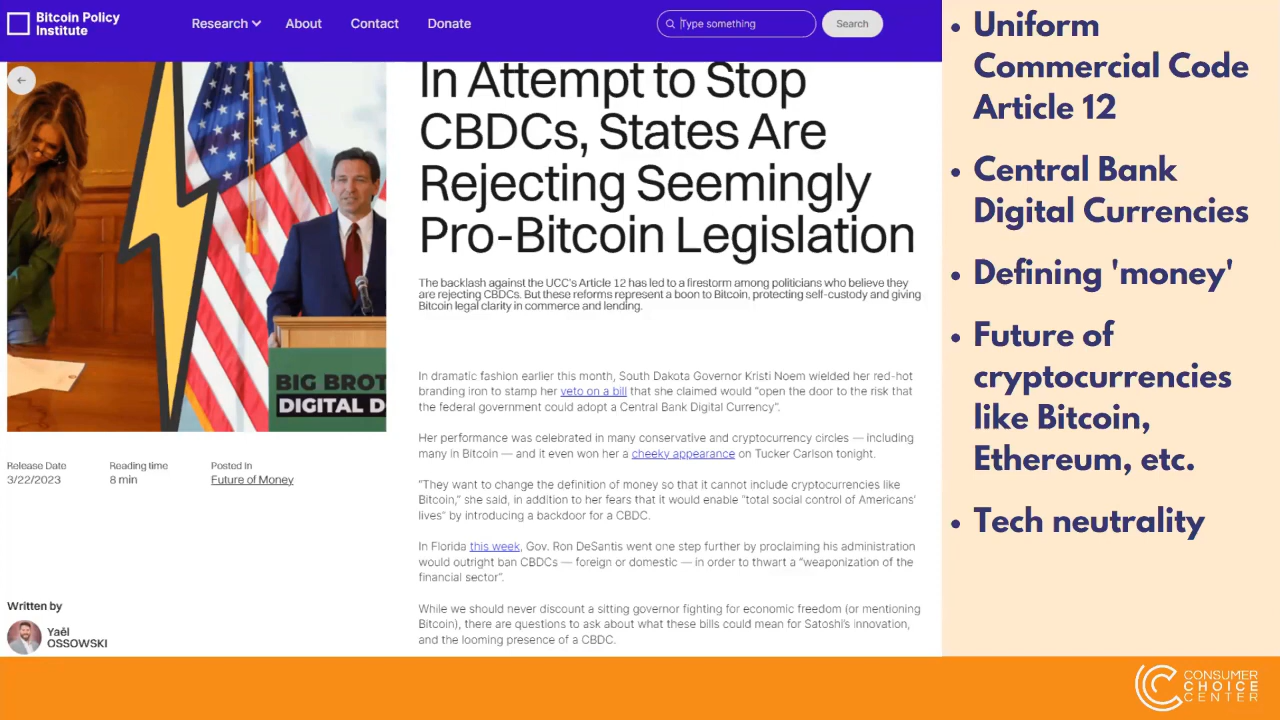 Bitcoin Policy
Institute
Research
About
Contact
Donate
Type something
Search
In Attempt to Stop
CBDCs, States Are
Rejecting Seemingly
Pro-Bitcoin Legislation
The backlash against the UCC's Article 12 has led to a firestorm among politicians who believe they
are rejecting CBDCs. But these reforms represent a boon to Bitcoin, protecting self-custody and giving
Bitcoin legal clarity in commerce and lending.
BIG BROT
DIGITAL D
Release Date
3/22/2023
Reading time
8 min
Posted In
Future of Money
Written by
Yaël
OSSOWSKI
In dramatic fashion earlier this month, South Dakota Governor Kristi Noem wielded her red-hot
branding iron to stamp her veto on a bill that she claimed would “open the door to the risk that
the federal government could adopt a Central Bank Digital Currency”.
Her performance was celebrated in many conservative and cryptocurrency circles — including
many in Bitcoin — and it even won her a cheeky appearance on Tucker Carlson tonight.
“They want to change the definition of money so that it cannot include cryptocurrencies like
Bitcoin,” she said, in addition to her fears that it would enable “total social control of Americans’
lives” by introducing a backdoor for a CBDC.
In Florida this week, Gov. Ron DeSantis went one step further by proclaiming his administration
would outright ban CBDCs — foreign or domestic — in order to thwart a “weaponization of the
financial sector”.
While we should never discount a sitting governor fighting for economic freedom (or mentioning
Bitcoin), there are questions to ask about what these bills could mean for Satoshi’s innovation,
and the looming presence of a CBDC.
• Uniform
Commercial Code
Article 12
• Central Bank
Digital Currencies
• Defining 'money'
• Future of
cryptocurrencies
like Bitcoin,
Ethereum, etc.
• Tech neutrality
CONSUMER
CHOICE
CENTER